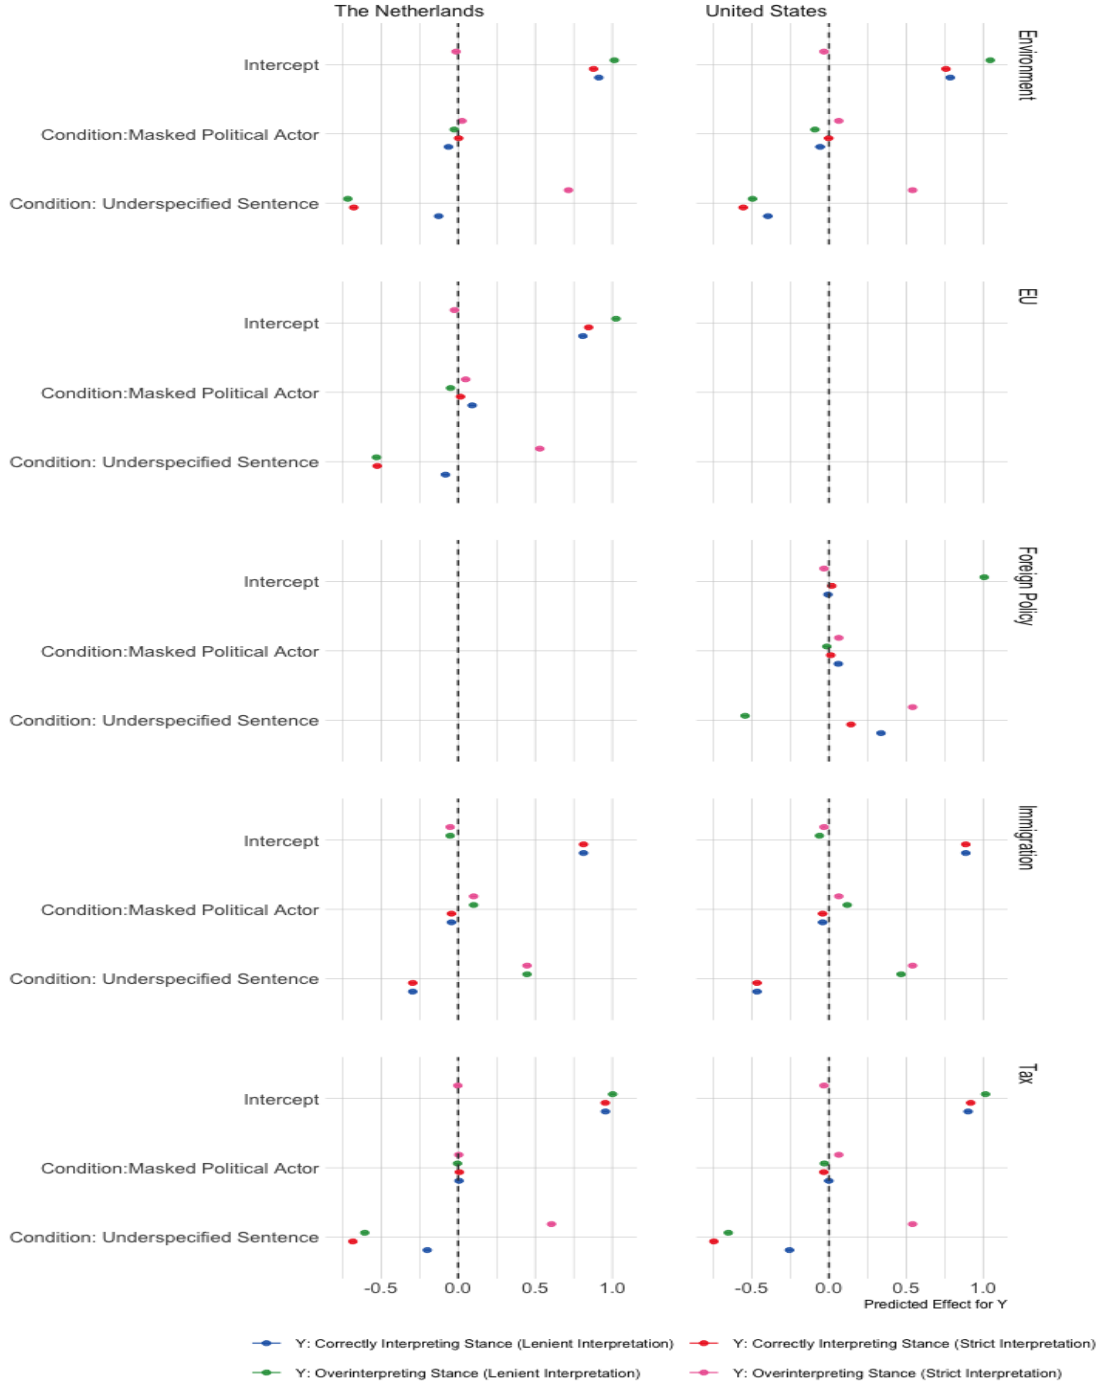 The Netherlands
United States
Intercept
Condition:Masked Political Actor
Condition: Underspecified Sentence
Environment
Intercept
Condition:Masked Political Actor
Condition: Underspecified Sentence
EU
Intercept
Condition:Masked Political Actor
Condition: Underspecified Sentence
Foreign Policy
Intercept
Condition:Masked Political Actor
Condition: Underspecified Sentence
Immigration
Intercept
Condition:Masked Political Actor
Condition: Underspecified Sentence
Tax
-0.5 0.0 0.5 1.0
-0.5 0.0 0.5 1.0
Predicted Effect for Y
Y: Correctly Interpreting Stance (Lenient Interpretation)
Y: Correctly Interpreting Stance (Strict Interpretation)
Y: Overinterpreting Stance (Lenient Interpretation)
Y: Overinterpreting Stance (Strict Interpretation)